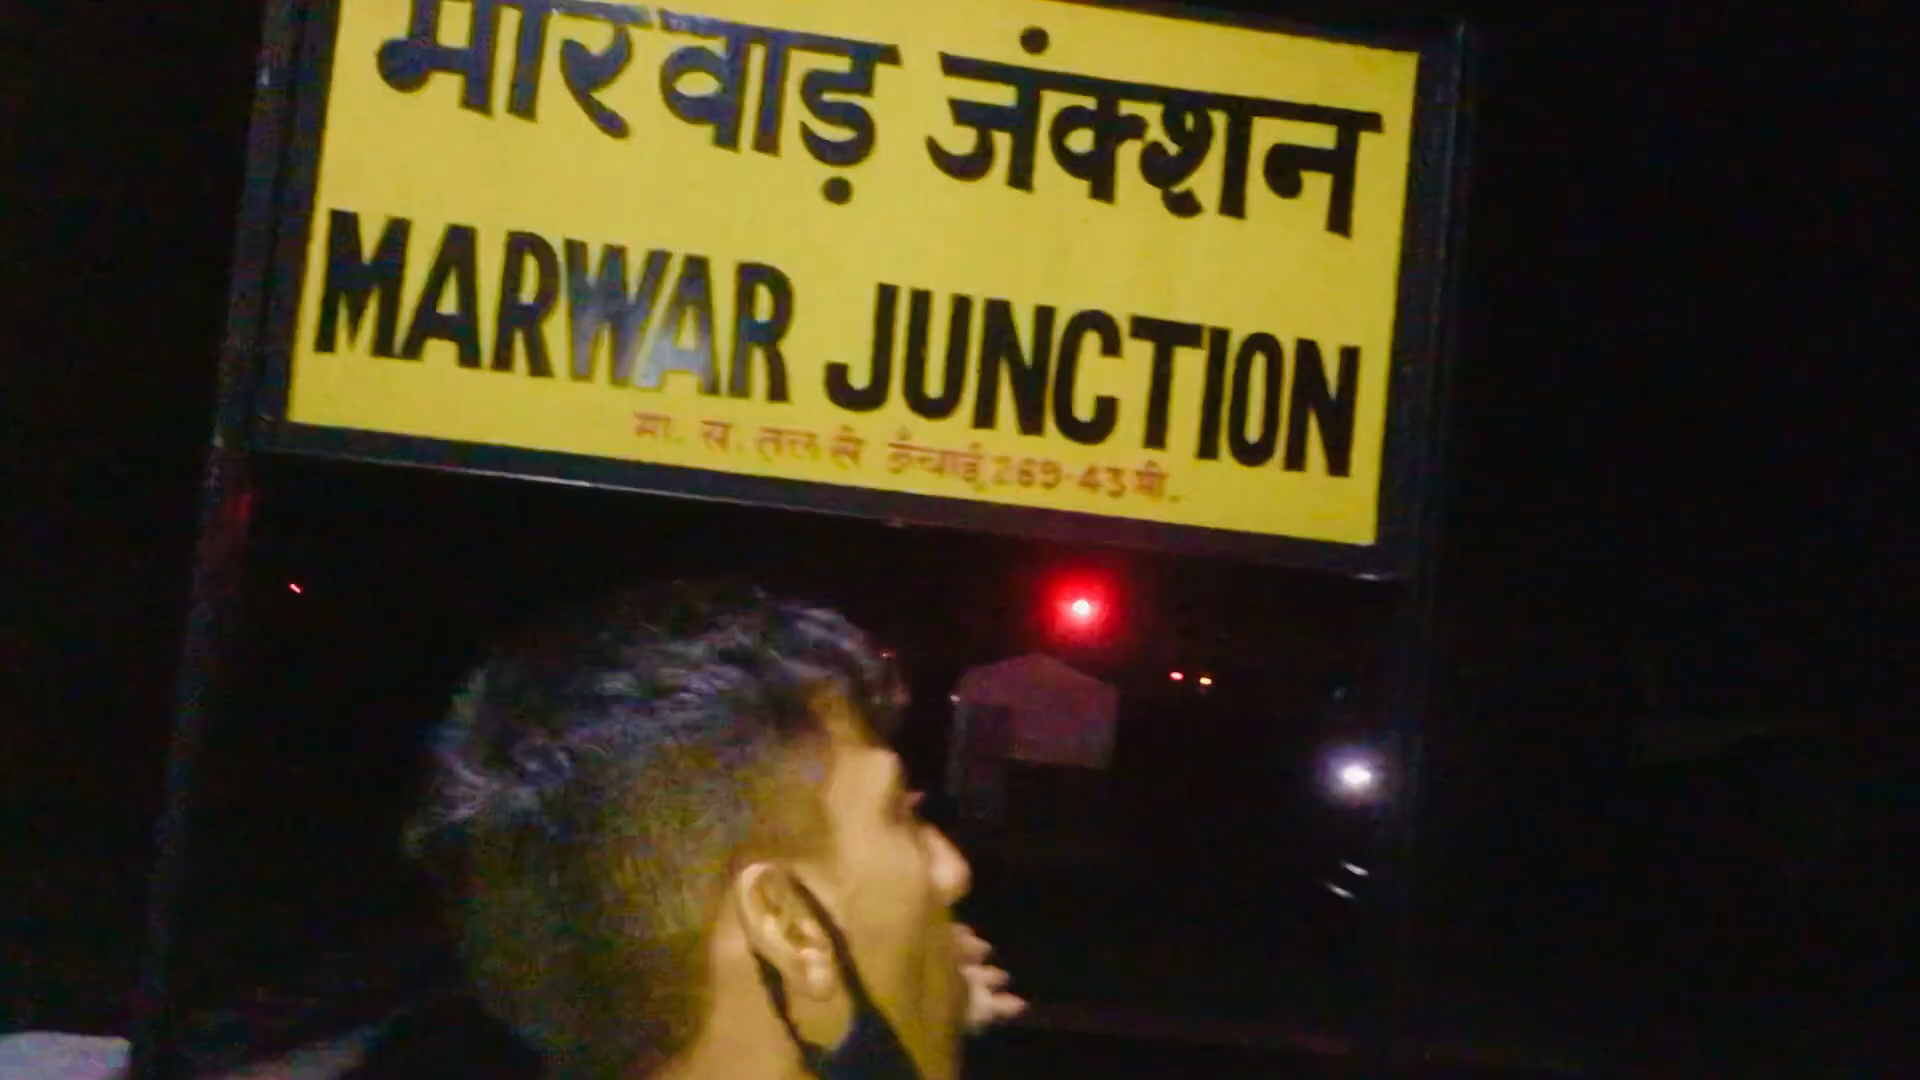 मारवाड़ जंक्शन
MARWAR JUNCTION
मा. स. तल से ऊँचाई 269-43 मी.